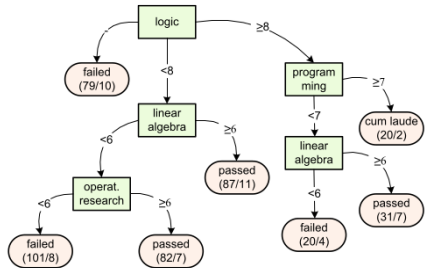 logic
≥8
-
<8
failed
(79/10)
program
ming
≥7
<7
cum laude
(20/2)
linear
algebra
≥6
<6
linear
algebra
≥6
<6
passed
(87/11)
passed
(31/7)
operat.
research
<6
≥6
failed
(20/4)
failed
(101/8)
passed
(82/7)